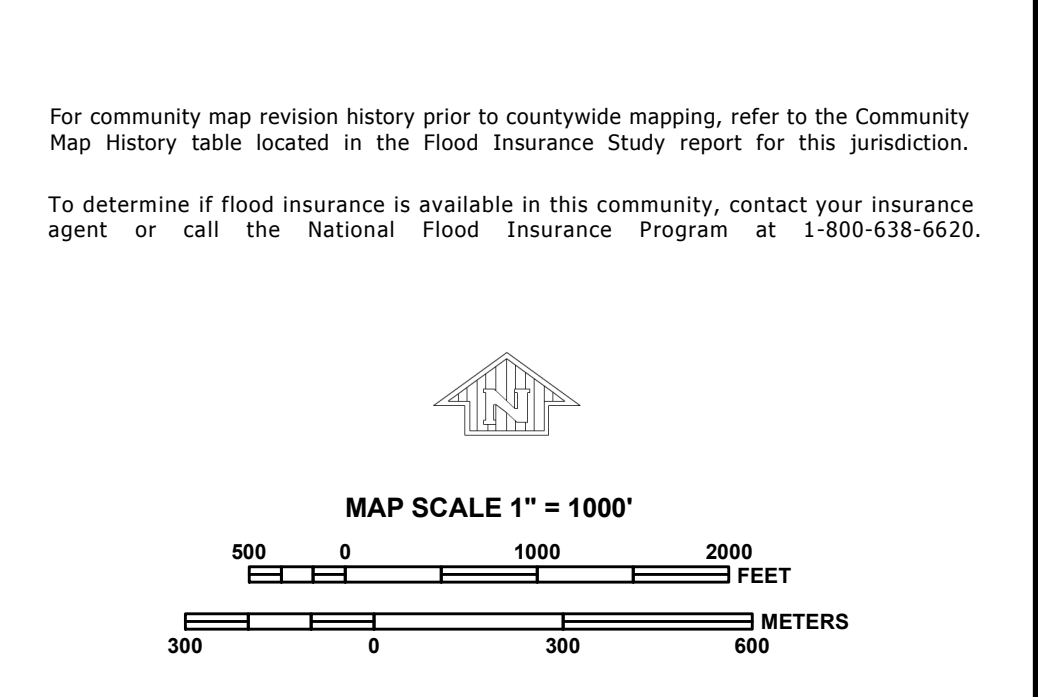 For community map revision history prior to countywide mapping, refer to the Community
Map History table located in the Flood Insurance Study report for this jurisdiction.
To determine if flood insurance is available in this community, contact your insurance
agent or call the National Flood Insurance Program at 1-800-638-6620.
N
MAP SCALE 1" = 1000'
500 0 1000 2000
FEET
METERS
300 0 300 600